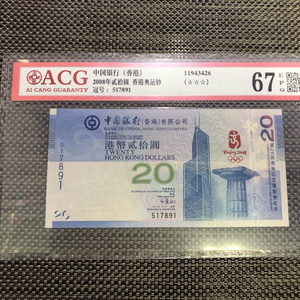 ACG
AI CANG GUARANTY
中国银行（香港）
2008年贰拾圆 香港奥运钞
冠号：517891
11943426
(☆☆☆)
67
EPQ
中國銀行(香港)有限公司
BANK OF CHINA (HONG KONG) LIMITED
港幣貳拾圓
TWENTY
HONG KONG DOLLARS
20
517891
517891
20
Beijing 2008